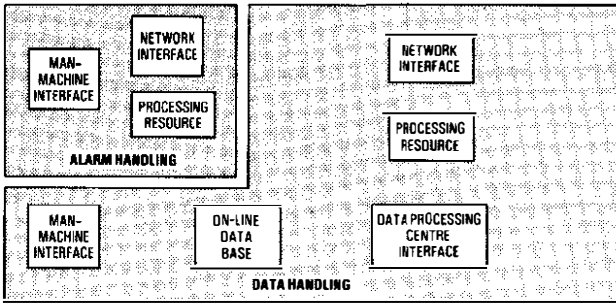 MAN-
MACHINE
INTERFACE
NETWORK
INTERFACE
PROCESSING
RESOURCE
ALARM HANDLING
NETWORK
INTERFACE
PROCESSING
RESOURCE
MAN-
MACHINE
INTERFACE
ON-LINE
DATA
BASE
DATA PROCESSING
CENTRE
INTERFACE
DATA HANDLING